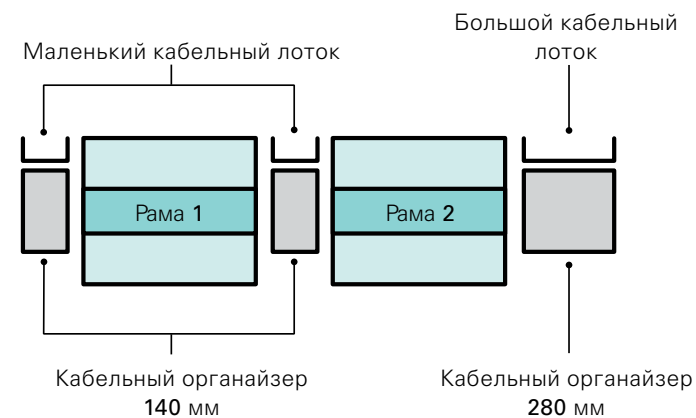 Большой кабельный
лоток
Маленький кабельный лоток
Рама 1
Рама 2
Кабельный органайзер
140 мм
Кабельный органайзер
280 мм